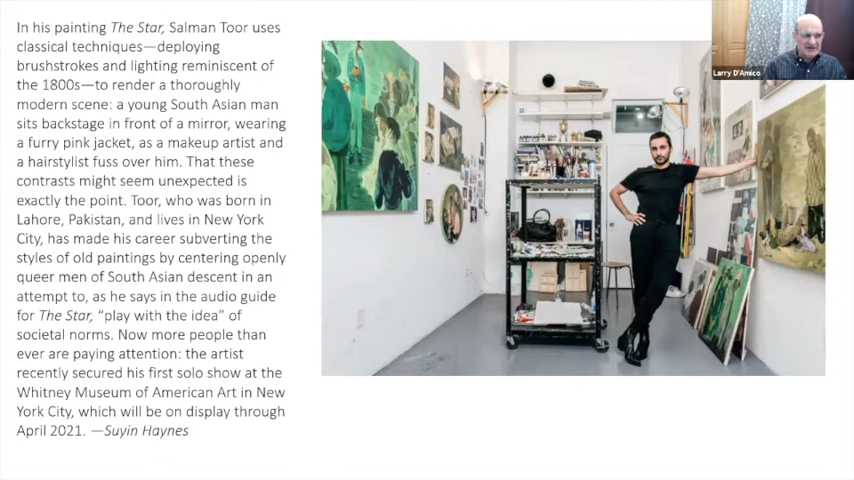 In his painting The Star, Salman Toor uses
classical techniques—deploying
brushstrokes and lighting reminiscent of
the 1800s—to render a thoroughly
modern scene: a young South Asian man
sits backstage in front of a mirror, wearing
a furry pink jacket, as a makeup artist and
a hairstylist fuss over him. That these
contrasts might seem unexpected is
exactly the point. Toor, who was born in
Lahore, Pakistan, and lives in New York
City, has made his career subverting the
styles of old paintings by centering openly
queer men of South Asian descent in an
attempt to, as he says in the audio guide
for The Star, “play with the idea” of
societal norms. Now more people than
ever are paying attention: the artist
recently secured his first solo show at the
Whitney Museum of American Art in New
York City, which will be on display through
April 2021. —Suyin Haynes
Larry D'Amico